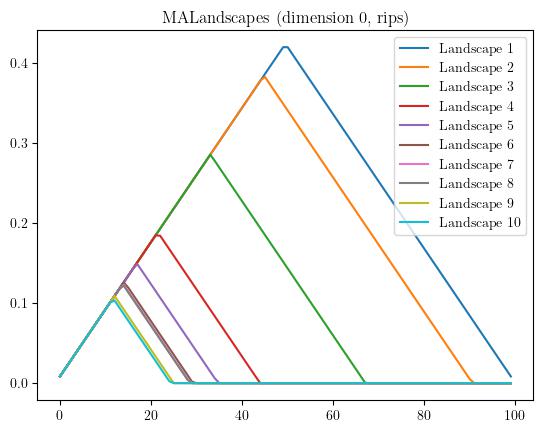 MALandscapes (dimension 0, rips)
0.4
0.3
0.2
0.1
0.0
0 20 40 60 80 100
Landscape 1
Landscape 2
Landscape 3
Landscape 4
Landscape 5
Landscape 6
Landscape 7
Landscape 8
Landscape 9
Landscape 10